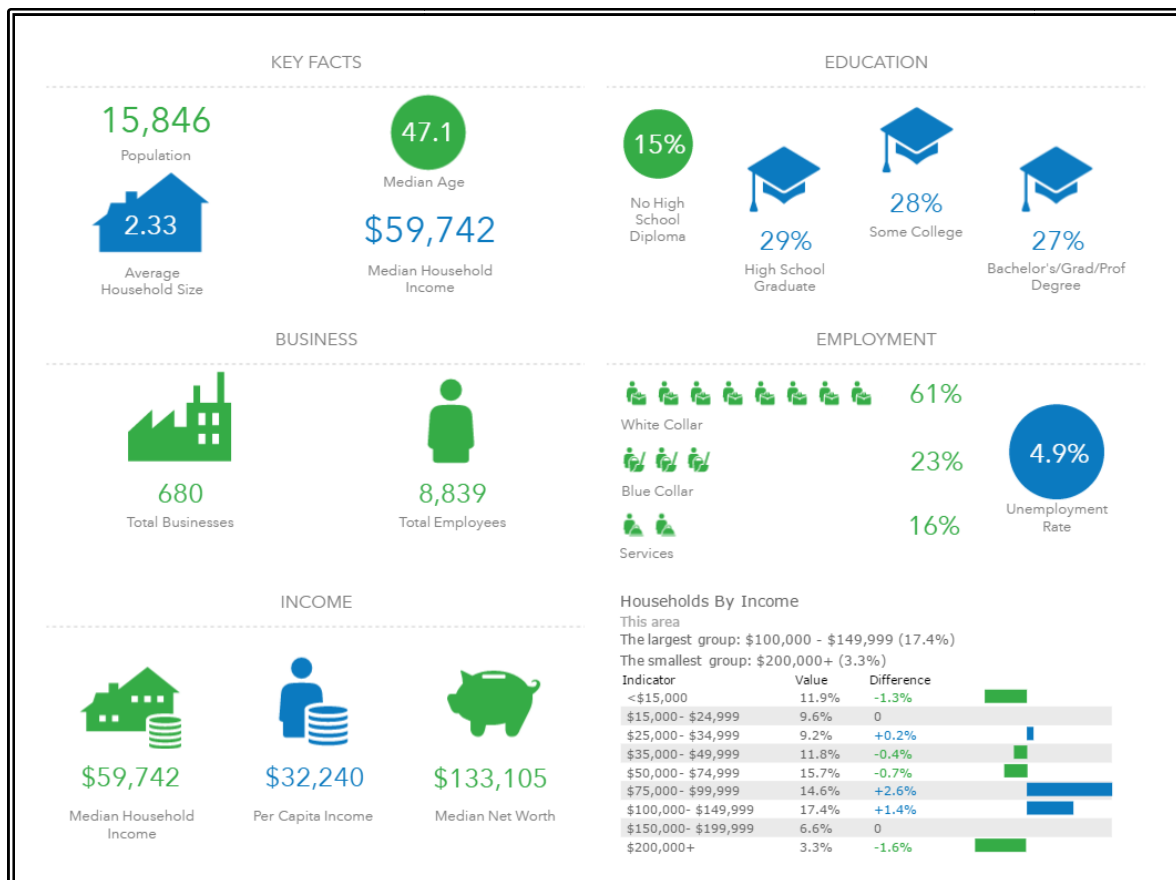 KEY FACTS
15,846
Population
47.1
Median Age
2.33
Average
Household Size
$59,742
Median Household
Income
EDUCATION
15%
No High
School
Diploma
29%
High School
Graduate
28%
Some College
27%
Bachelor's/Grad/Prof
Degree
BUSINESS
680
Total Businesses
8,839
Total Employees
EMPLOYMENT
61%
White Collar
23%
Blue Collar
16%
Services
4.9%
Unemployment
Rate
INCOME
$59,742
Median Household
Income
$32,240
Per Capita Income
$133,105
Median Net Worth
Households By Income
This area
The largest group: $100,000 - $149,999 (17.4%)
The smallest group: $200,000+ (3.3%)
Indicator Value Difference
<$15,000 11.9% -1.3%
$15,000- $24,999 9.6% 0
$25,000- $34,999 9.2% +0.2%
$35,000- $49,999 11.8% -0.4%
$50,000- $74,999 15.7% -0.7%
$75,000- $99,999 14.6% +2.6%
$100,000- $149,999 17.4% +1.4%
$150,000- $199,999 6.6% 0
$200,000+ 3.3% -1.6%